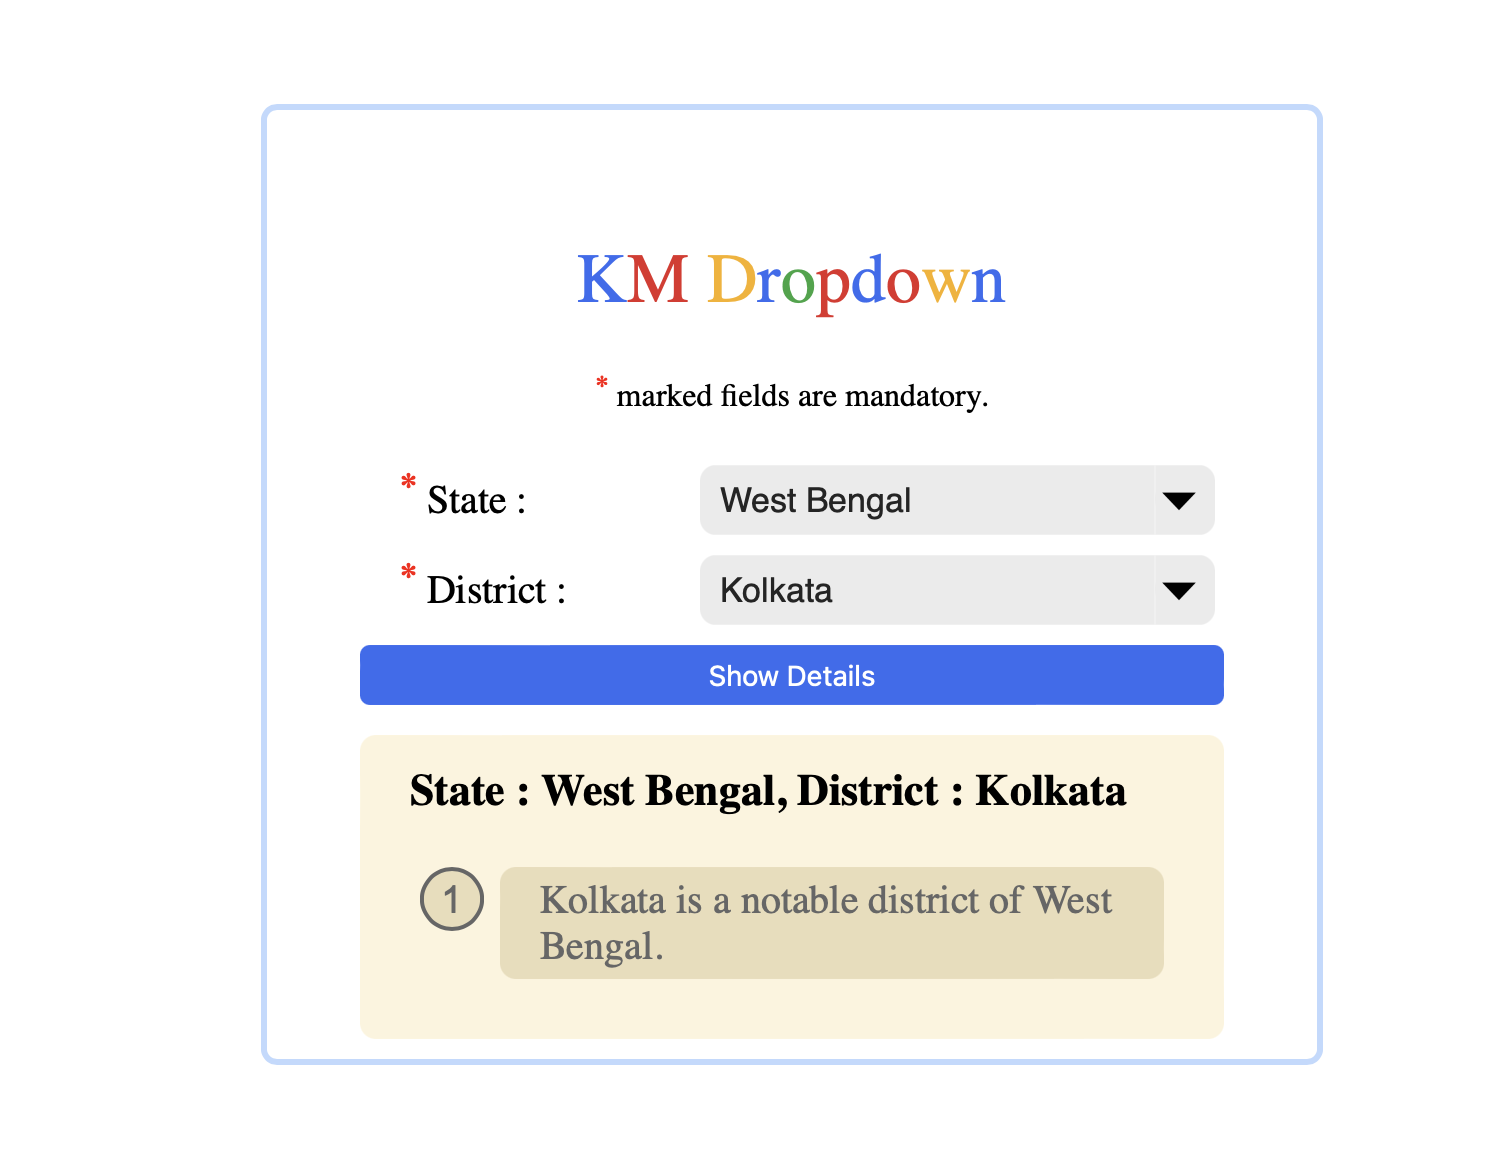 KM Dropdown
* marked fields are mandatory.
* State : West Bengal
* District : Kolkata
Show Details
State : West Bengal, District : Kolkata
1 Kolkata is a notable district of West
Bengal.